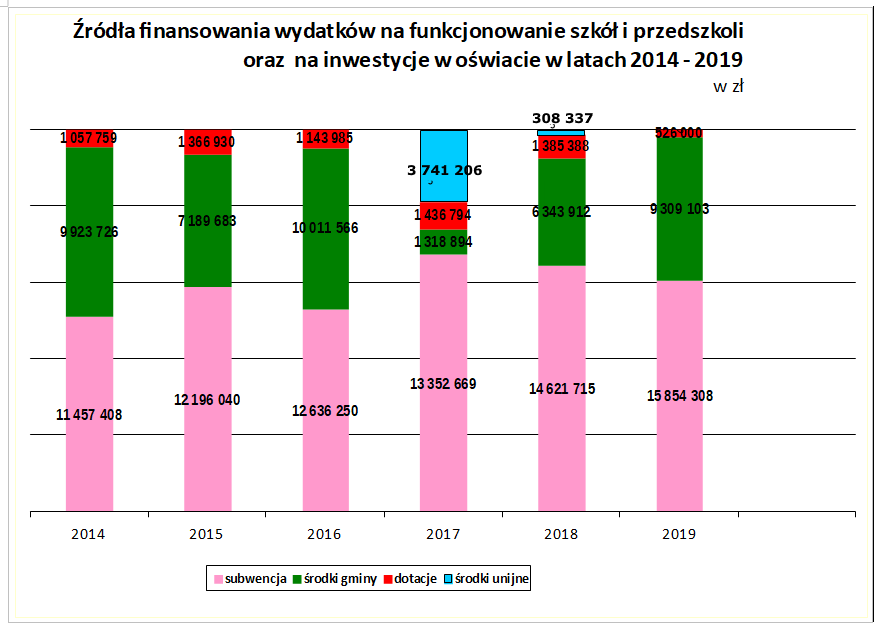 Źródła finansowania wydatków na funkcjonowanie szkół i przedszkoli
oraz na inwestycje w oświacie w latach 2014 - 2019
w zł
308 337
1 057 759
1 366 930
1 143 985
1 385 388
526 000
3 741 206
9 923 726
7 189 683
10 011 566
1 436 794
1 318 894
6 343 912
9 309 103
11 457 408
12 196 040
12 636 250
13 352 669
14 621 715
15 854 308
2014 2015 2016 2017 2018 2019
subwencja środki gminy dotacje środki unijne